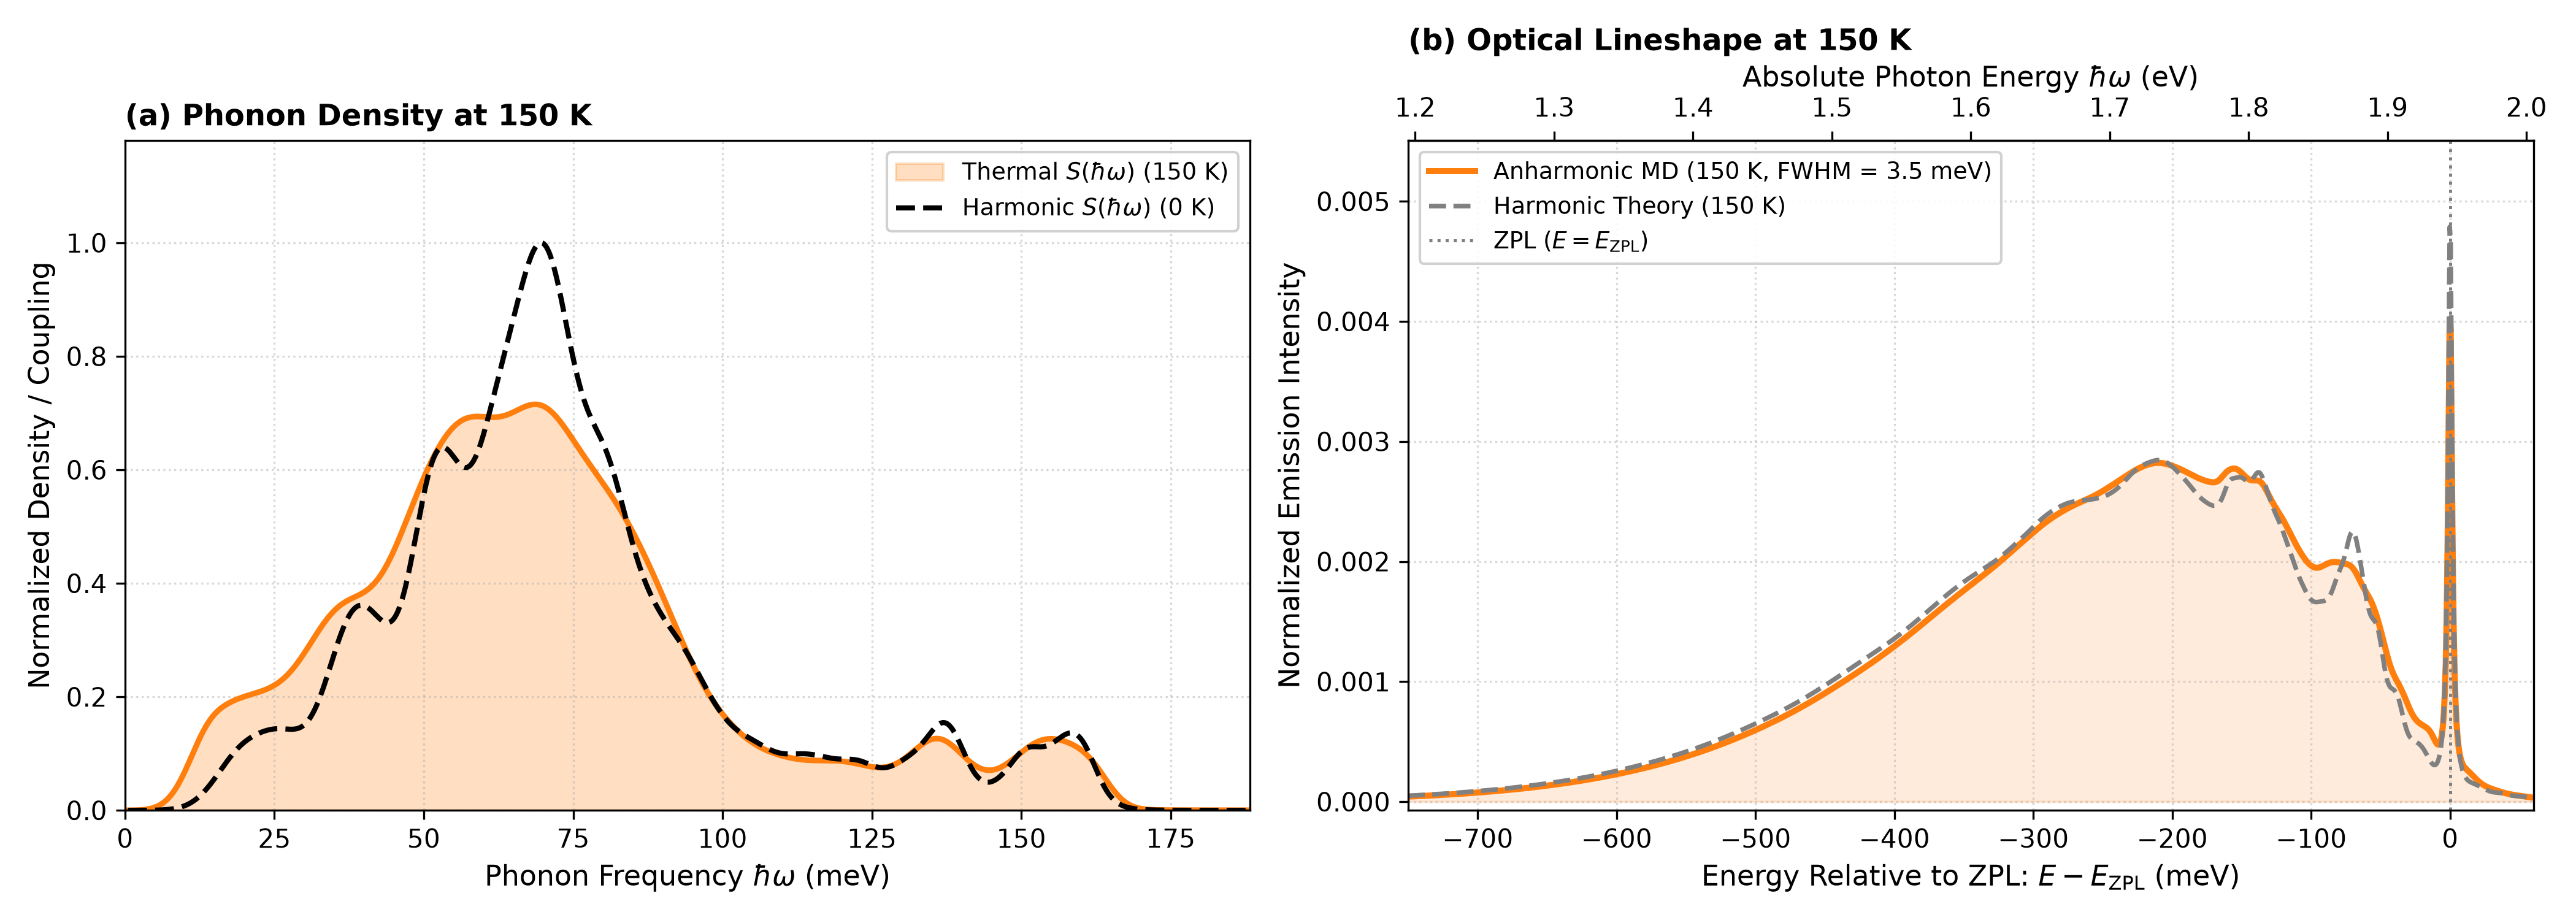 (a) Phonon Density at 150 K
Normalized Density / Coupling
1.0
0.8
0.6
0.4
0.2
0.0
Thermal S(ħω) (150 K)
Harmonic S(ħω) (0 K)
0 25 50 75 100 125 150 175
Phonon Frequency ħω (meV)
(b) Optical Lineshape at 150 K
Absolute Photon Energy ħω (eV)
1.2 1.3 1.4 1.5 1.6 1.7 1.8 1.9 2.0
Normalized Emission Intensity
0.005
0.004
0.003
0.002
0.001
0.000
Anharmonic MD (150 K, FWHM = 3.5 meV)
Harmonic Theory (150 K)
ZPL (E = E_ZPL)
−700 −600 −500 −400 −300 −200 −100 0
Energy Relative to ZPL: E − E_ZPL (meV)